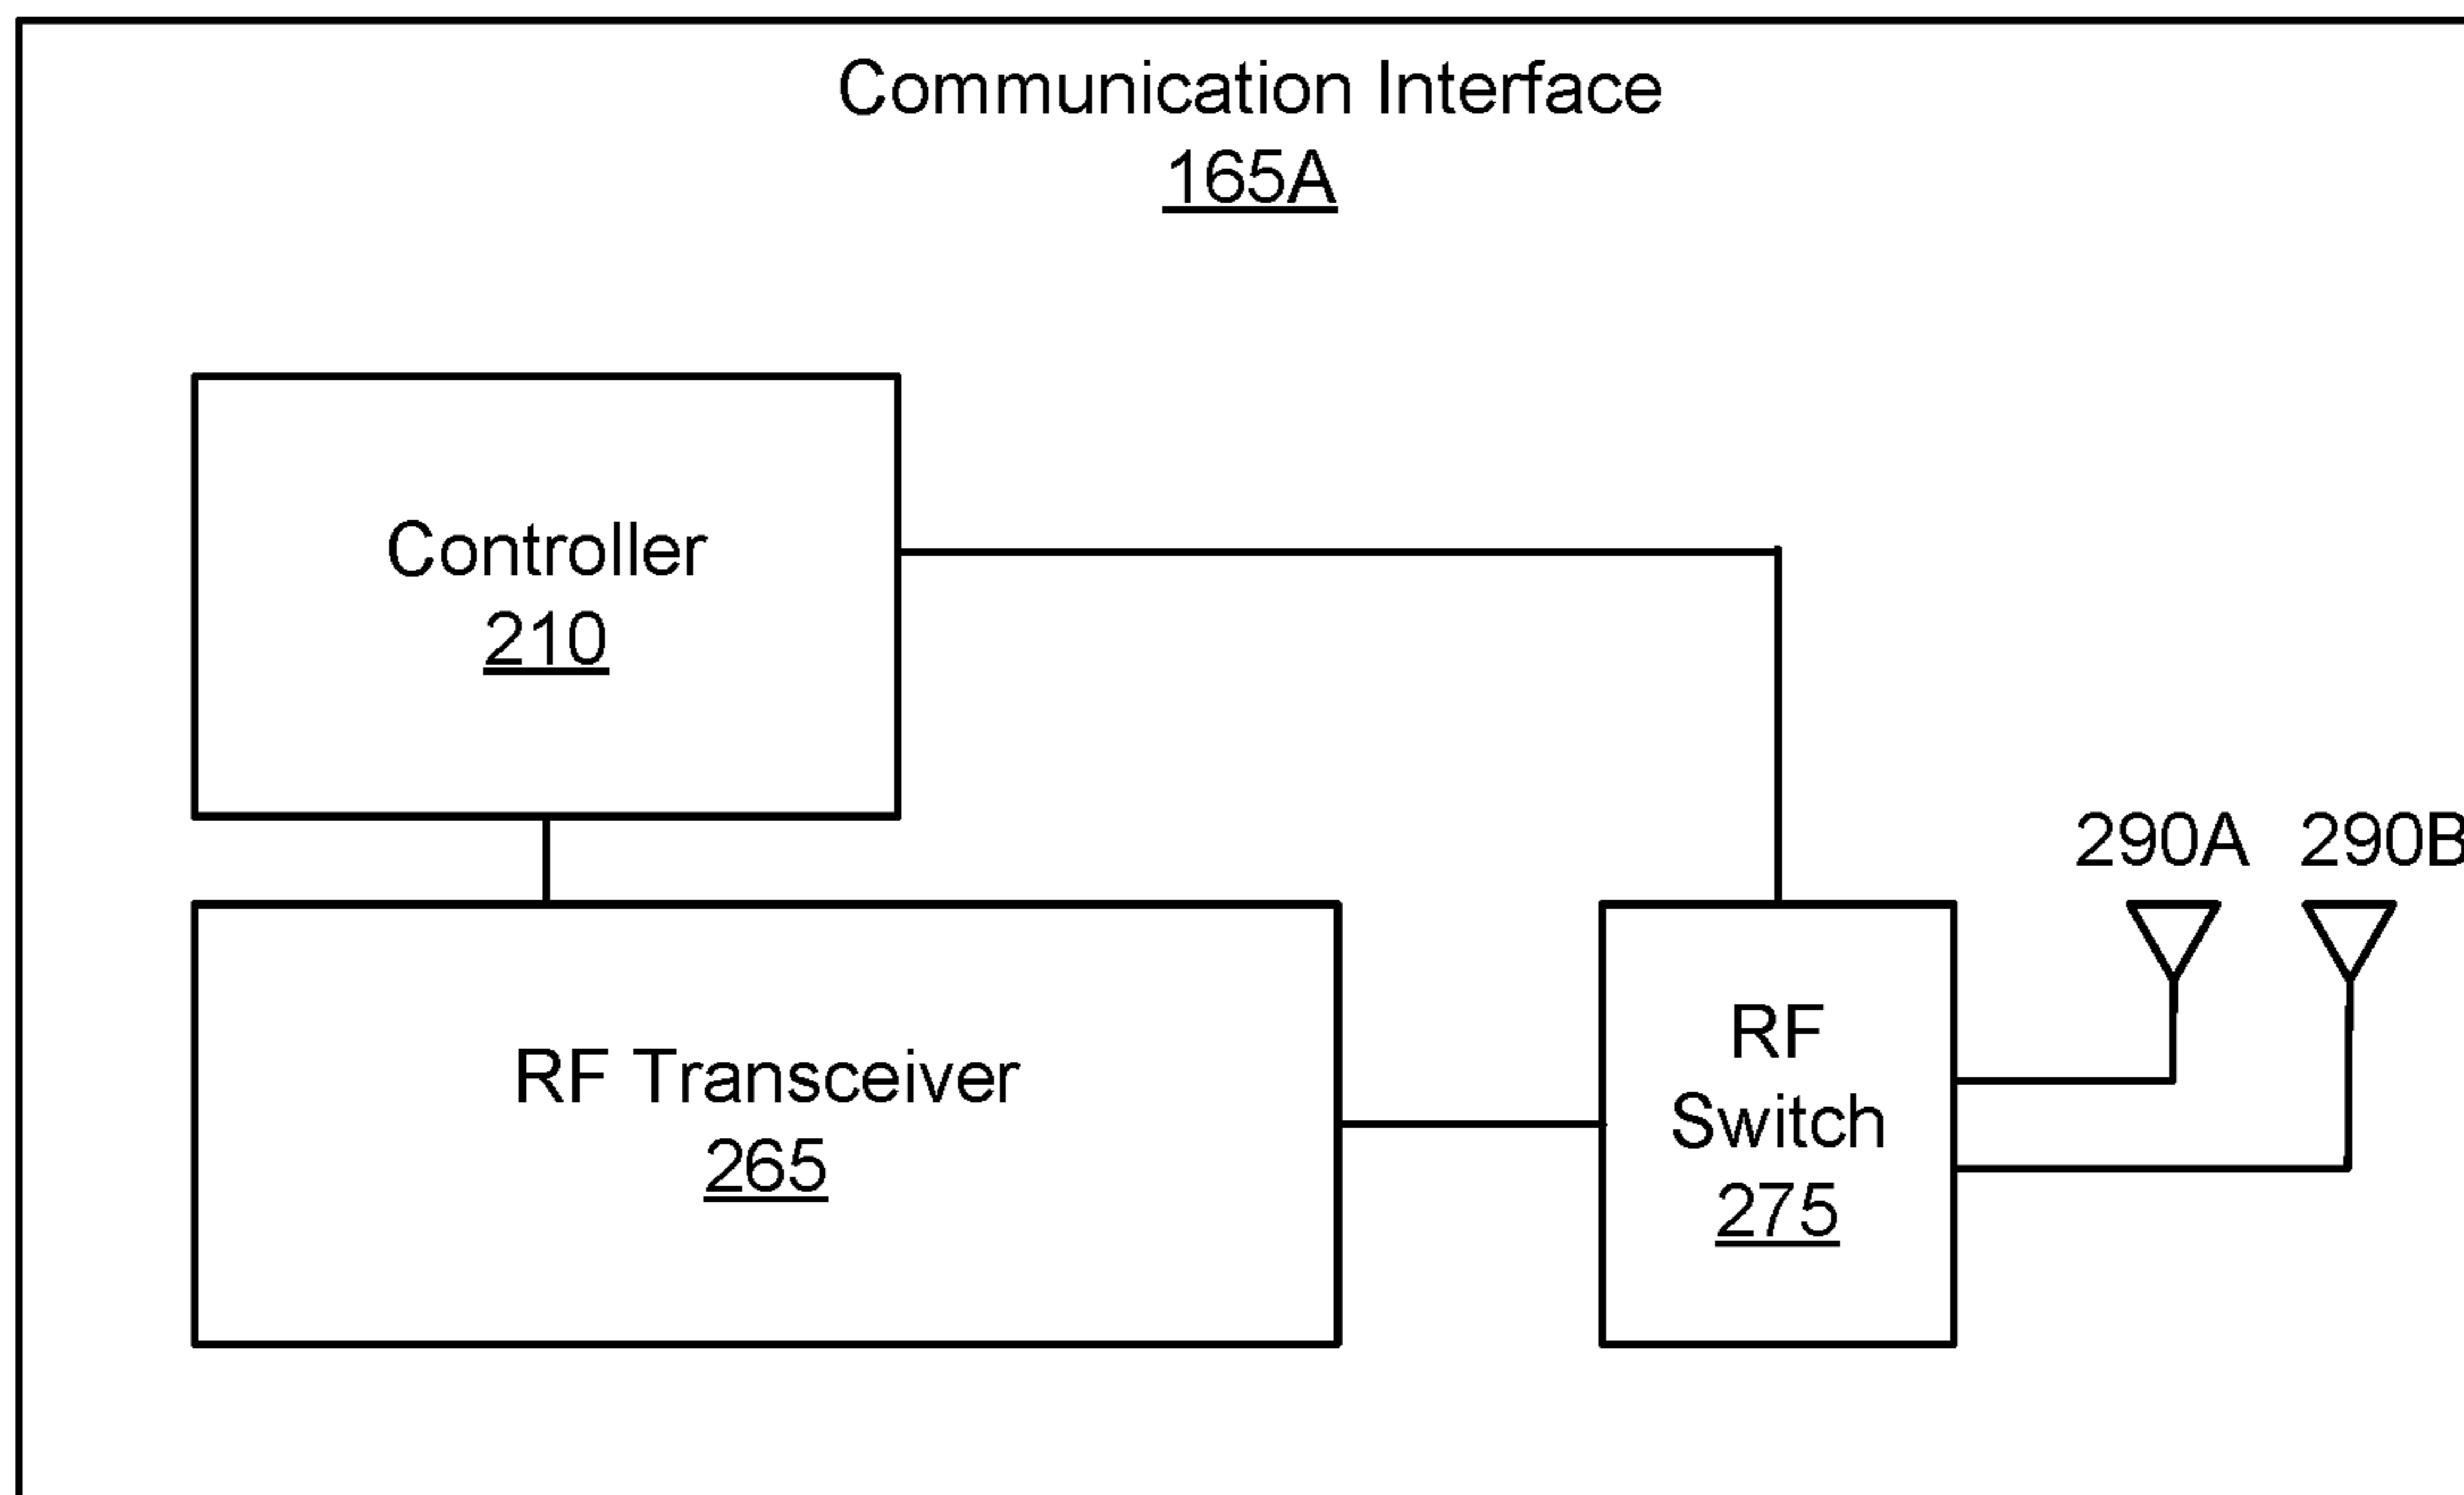 Communication Interface
165A
Controller
210
290A 290B
RF Transceiver
265
RF
Switch
275